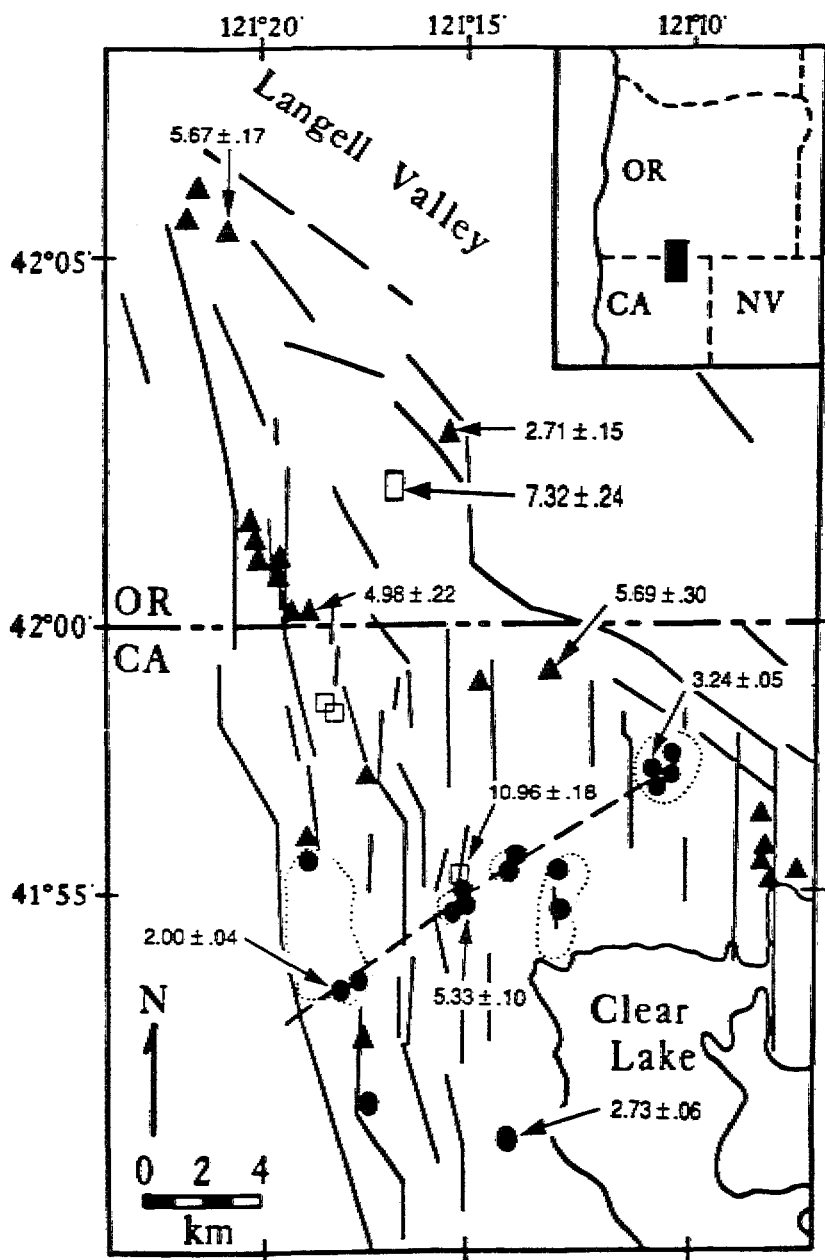 121°20' 121°15' 121°10'
Langell Valley
5.67 ± .17
OR
CA NV
42°05'
2.71 ± .15
7.32 ± .24
4.98 ± .22
5.69 ± .30
OR
42°00'
CA
3.24 ± .05
10.96 ± .18
41°55'
2.00 ± .04
5.33 ± .10
N
Clear
Lake
2.73 ± .06
0 2 4
km